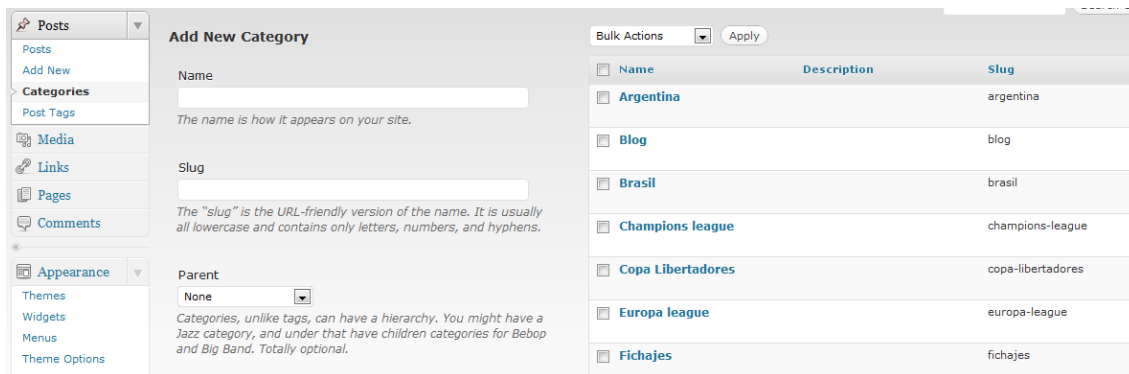 Posts
Posts
Add New
Categories
Post Tags
Media
Links
Pages
Comments
Appearance
Themes
Widgets
Menus
Theme Options
Add New Category
Name
The name is how it appears on your site.
Slug
The “slug” is the URL-friendly version of the name. It is usually
all lowercase and contains only letters, numbers, and hyphens.
Parent
None
Categories, unlike tags, can have a hierarchy. You might have a
Jazz category, and under that have children categories for Bebop
and Big Band. Totally optional.
Bulk Actions Apply
Name Description Slug
Argentina argentina
Blog blog
Brasil brasil
Champions league champions-league
Copa Libertadores copa-libertadores
Europa league europa-league
Fichajes fichajes